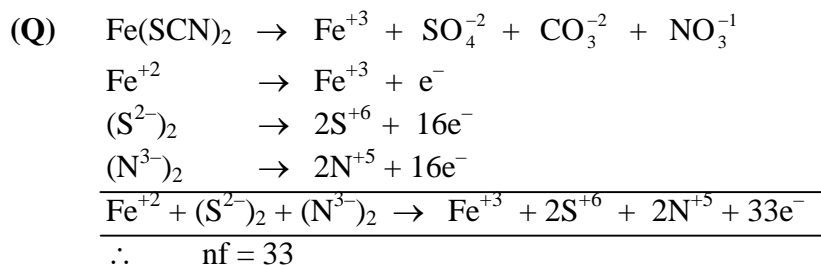 (Q) Fe(SCN)₂ → Fe⁺³ + SO₄⁻² + CO₃⁻² + NO₃⁻¹
Fe⁺² → Fe⁺³ + e⁻
(S²⁻)₂ → 2S⁺⁶ + 16e⁻
(N³⁻)₂ → 2N⁺⁵ + 16e⁻
Fe⁺² + (S²⁻)₂ + (N³⁻)₂ → Fe⁺³ + 2S⁺⁶ + 2N⁺⁵ + 33e⁻
∴ nf = 33